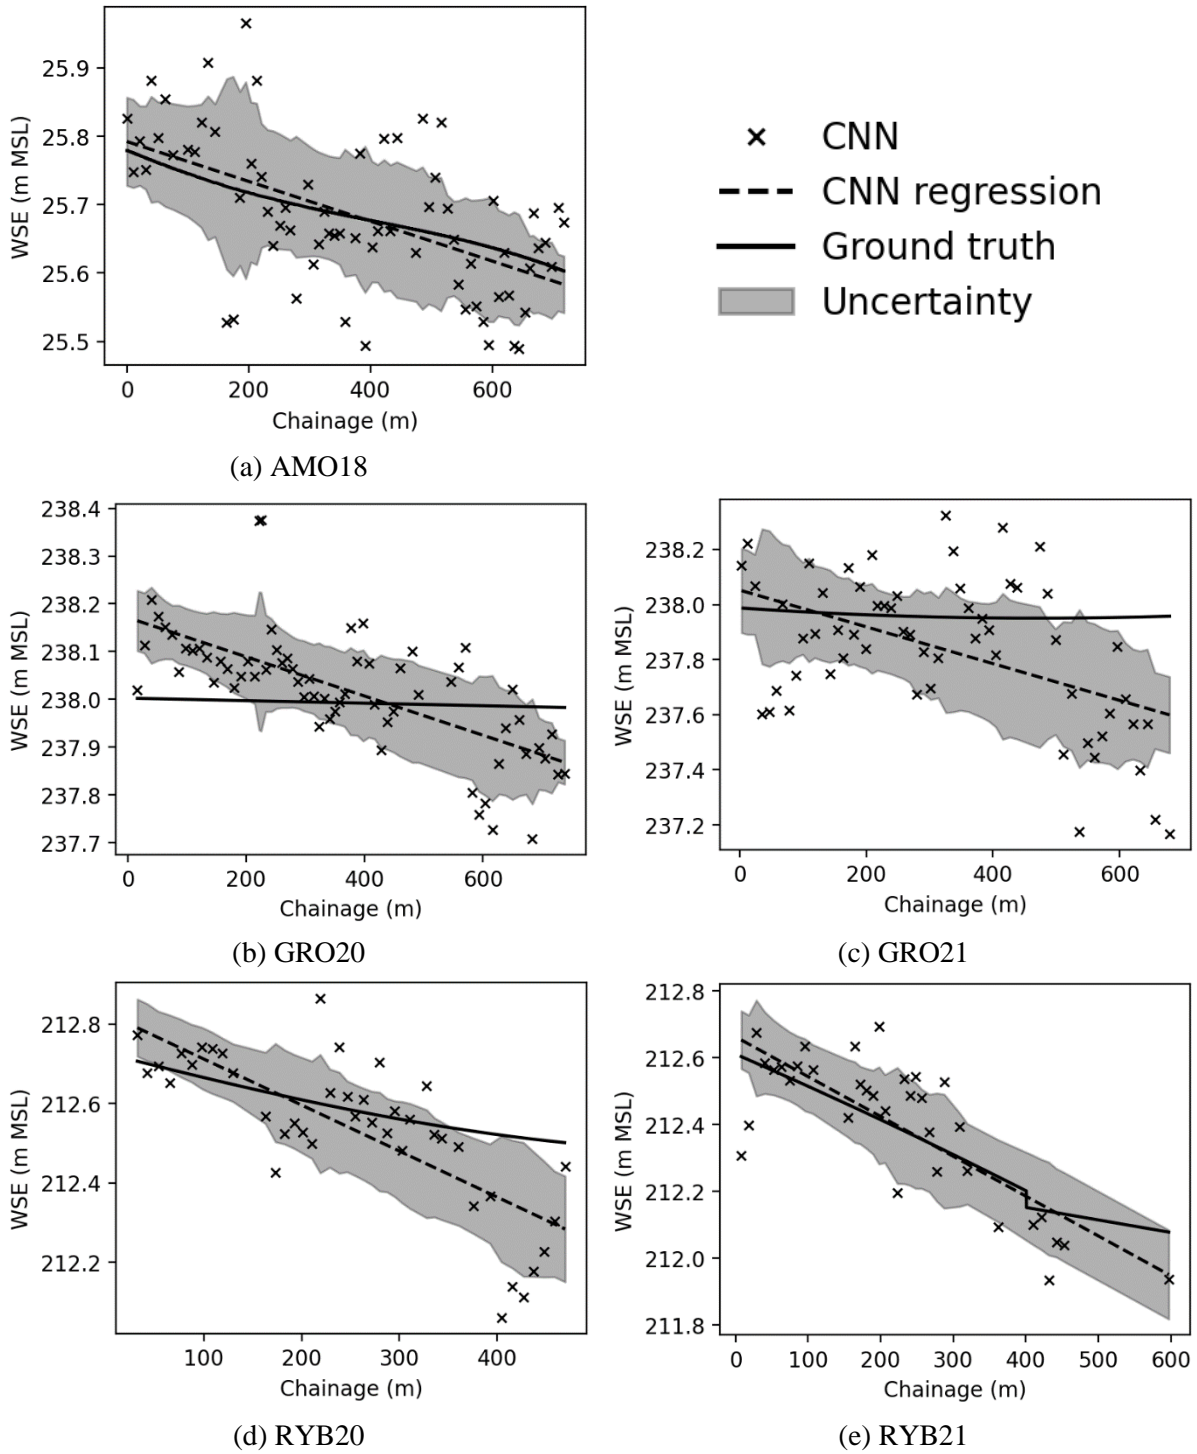 25.9
25.8
25.7
25.6
25.5
WSE (m MSL)
0 200 400 600
Chainage (m)
(a) AMO18
CNN
CNN regression
Ground truth
Uncertainty
238.4
238.3
238.2
238.1
238.0
237.9
237.8
237.7
WSE (m MSL)
0 200 400 600
Chainage (m)
(b) GRO20
238.2
238.0
237.8
237.6
237.4
237.2
WSE (m MSL)
0 200 400 600
Chainage (m)
(c) GRO21
212.8
212.6
212.4
212.2
WSE (m MSL)
100 200 300 400
Chainage (m)
(d) RYB20
212.8
212.6
212.4
212.2
212.0
211.8
WSE (m MSL)
0 100 200 300 400 500 600
Chainage (m)
(e) RYB21